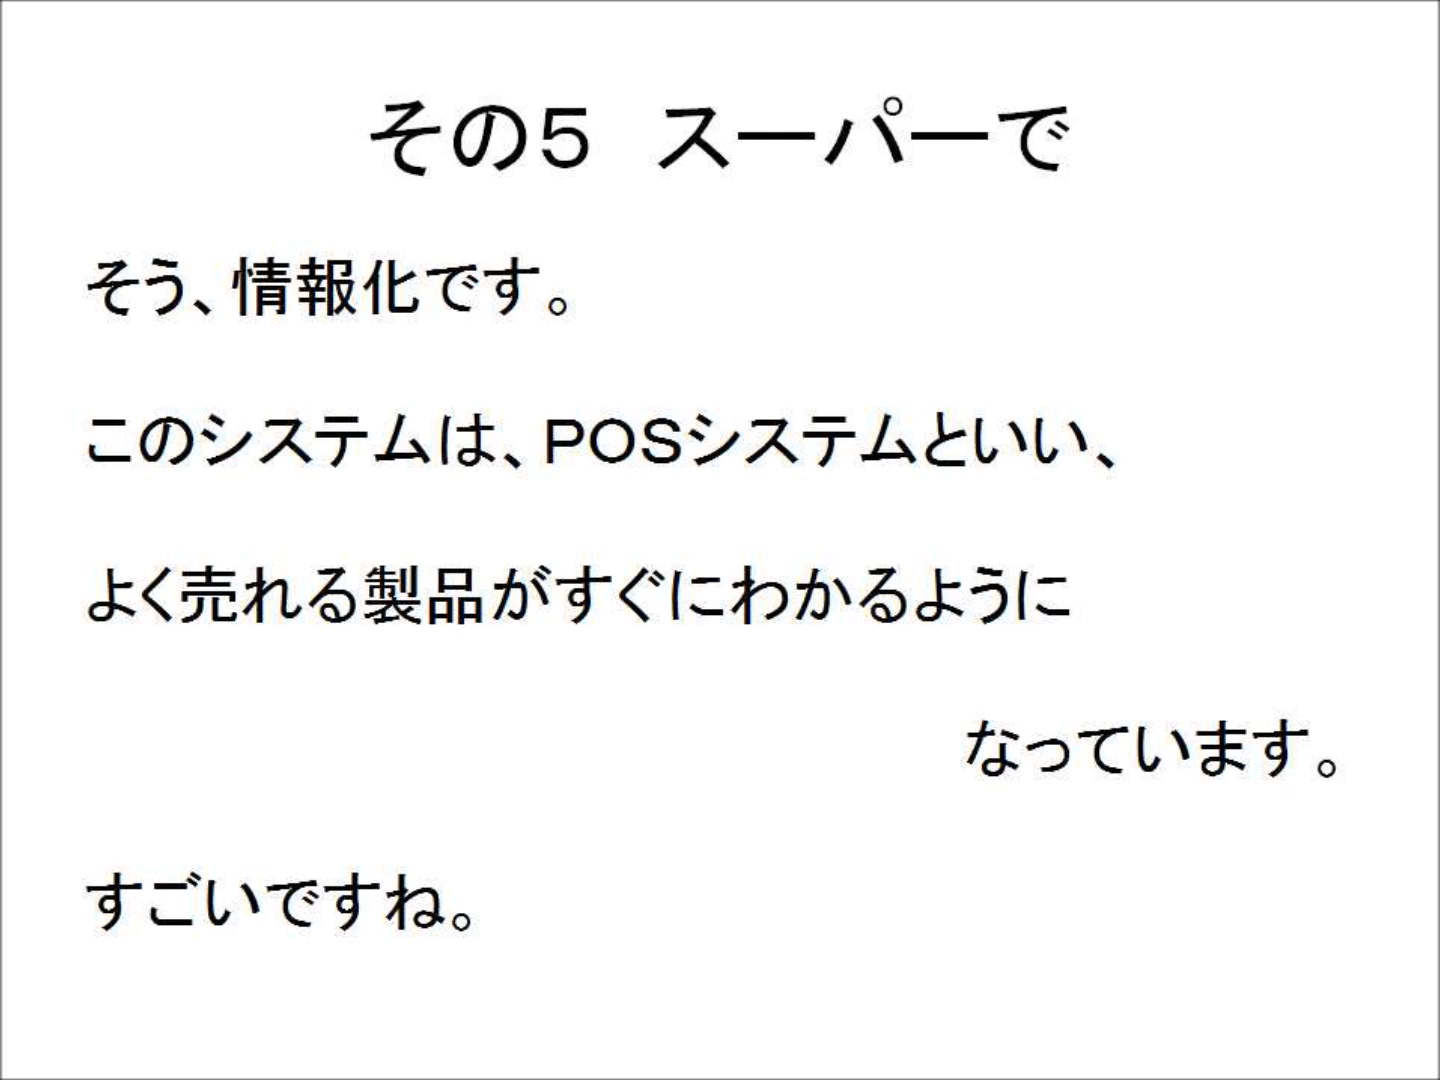 その５　スーパーで
そう、情報化です。
このシステムは、ＰＯＳシステムといい、
よく売れる製品がすぐにわかるように
なっています。
すごいですね。